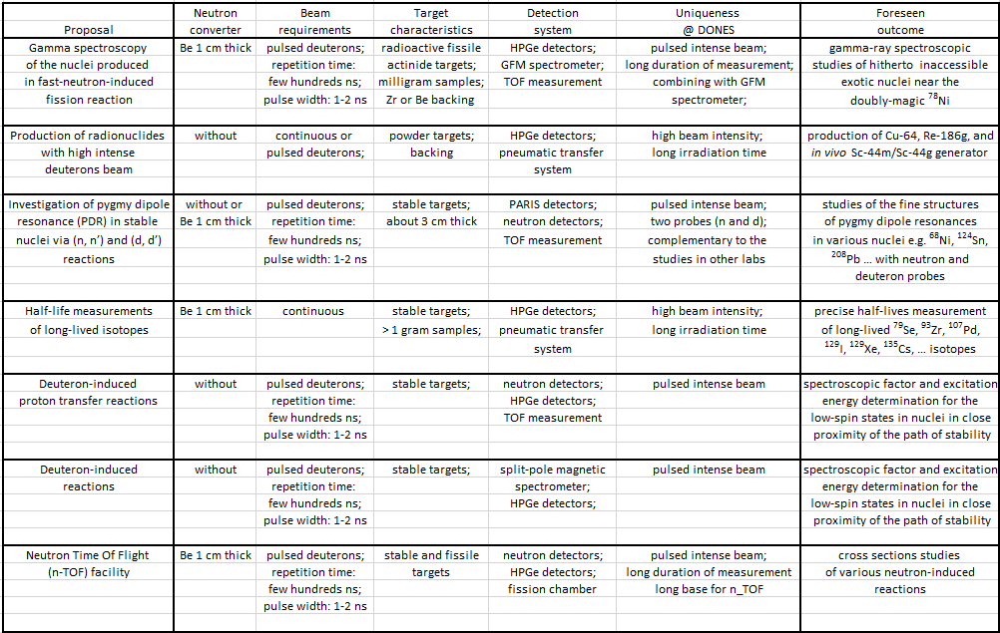 Proposal
Neutron
converter
Beam
requirements
Target
characteristics
Detection
system
Uniqueness
@ DONES
Foreseen
outcome
Gamma spectroscopy
of the nuclei produced
in fast-neutron-induced
fission reaction
Be 1 cm thick
pulsed deuterons;
repetition time:
few hundreds ns;
pulse width: 1-2 ns
radioactive fissile
actinide targets;
milligram samples;
Zr or Be backing
HPGe detectors;
GFM spectrometer;
TOF measurement
pulsed intense beam;
long duration of measurement;
combining with GFM
spectrometer;
gamma-ray spectroscopic
studies of hitherto inaccessible
exotic nuclei near the
doubly-magic ⁷⁸Ni
Production of radionuclides
with high intense
deuterons beam
without
continuous or
pulsed deuterons;
powder targets;
backing
HPGe detectors;
pneumatic transfer
system
high beam intensity;
long irradiation time
production of Cu-64, Re-186g, and
in vivo Sc-44m/Sc-44g generator
Investigation of pygmy dipole
resonance (PDR) in stable
nuclei via (n, n’) and (d, d’)
reactions
without or
Be 1 cm thick
pulsed deuterons;
repetition time:
few hundreds ns;
pulse width: 1-2 ns
stable targets;
about 3 cm thick
PARIS detectors;
neutron detectors;
TOF measurement
pulsed intense beam;
two probes (n and d);
complementary to the
studies in other labs
studies of the fine structures
of pygmy dipole resonances
in various nuclei e.g. ⁶⁸Ni, ¹²⁴Sn,
²⁰⁸Pb ... with neutron and
deuteron probes
Half-life measurements
of long-lived isotopes
Be 1 cm thick
continuous
stable targets;
> 1 gram samples;
HPGe detectors;
pneumatic transfer
system
high beam intensity;
long irradiation time
precise half-lives measurement
of long-lived ⁷⁹Se, ⁹³Zr, ¹⁰⁷Pd,
¹²⁹I, ¹²⁹Xe, ¹³⁵Cs, ... isotopes
Deuteron-induced
proton transfer reactions
without
pulsed deuterons;
repetition time:
few hundreds ns;
pulse width: 1-2 ns
stable targets;
neutron detectors;
HPGe detectors;
TOF measurement
pulsed intense beam
spectroscopic factor and excitation
energy determination for the
low-spin states in nuclei in close
proximity of the path of stability
Deuteron-induced
reactions
without
pulsed deuterons;
repetition time:
few hundreds ns;
pulse width: 1-2 ns
stable targets;
split-pole magnetic
spectrometer;
HPGe detectors;
pulsed intense beam
spectroscopic factor and excitation
energy determination for the
low-spin states in nuclei in close
proximity of the path of stability
Neutron Time Of Flight
(n-TOF) facility
Be 1 cm thick
pulsed deuterons;
repetition time:
few hundreds ns;
pulse width: 1-2 ns
stable and fissile
targets
neutron detectors;
HPGe detectors;
fission chamber
pulsed intense beam;
long duration of measurement
long base for n_TOF
cross sections studies
of various neutron-induced
reactions